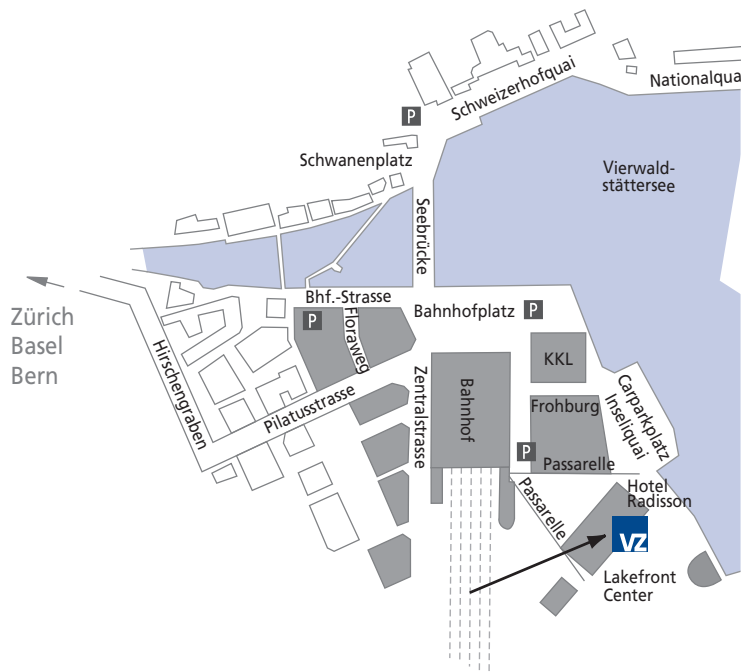 Schweizerhofquai
Nationalqua
P
Schwanenplatz
Vierwald-
stättersee
Seebrücke
Bhf.-Strasse
Bahnhofplatz
P
P
Zürich
Basel
Bern
Floraweg
Hirschengraben
KKL
Pilatusstrasse
Zentralstrasse
Bahnhof
Frohburg
Carparkplatz
Inseliquai
P
Passarelle
Passarelle
Hotel
Radisson
VZ
Lakefront
Center